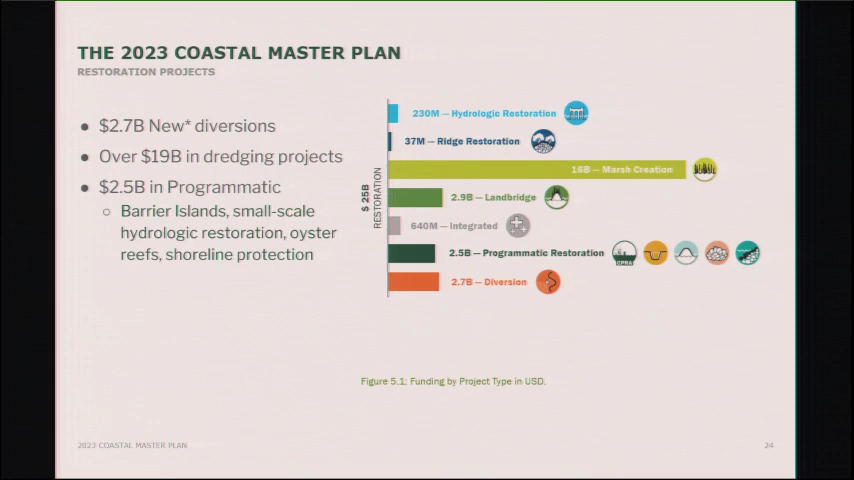 THE 2023 COASTAL MASTER PLAN
RESTORATION PROJECTS
● $2.7B New* diversions
● Over $19B in dredging projects
● $2.5B in Programmatic
○ Barrier Islands, small-scale
hydrologic restoration, oyster
reefs, shoreline protection
$ 25B
RESTORATION
230M — Hydrologic Restoration
37M — Ridge Restoration
16B — Marsh Creation
2.9B — Landbridge
640M — Integrated
2.5B — Programmatic Restoration
CPRA
2.7B — Diversion
Figure 5.1: Funding by Project Type in USD.
2023 COASTAL MASTER PLAN
24